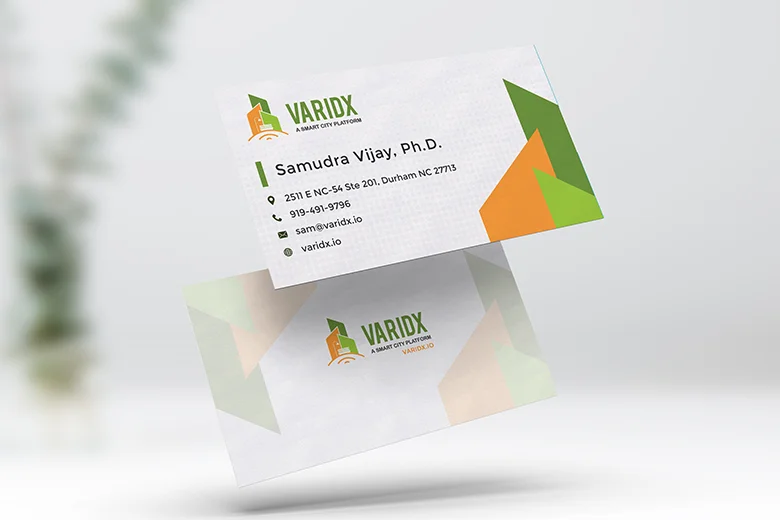 VARIDX
A SMART CITY PLATFORM
Samudra Vijay, Ph.D.
2511 E NC-54 Ste 201, Durham NC 27713
919-491-9796
sam@varidx.io
varidx.io
VARIDX
A SMART CITY PLATFORM
VARIDX.IO